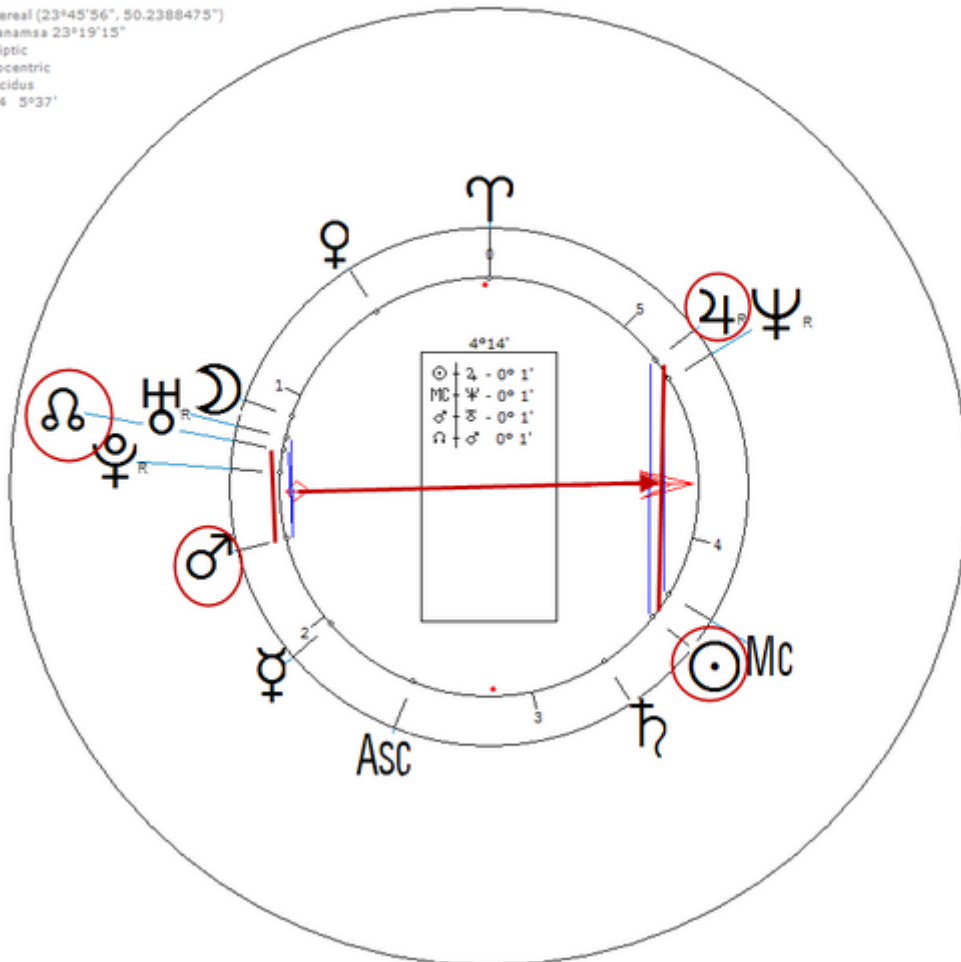 ereal (23°45'56", 50.2388475")
anamsa 23°19'15"
iptic
ocentric
cidus
4 5°37'
♈
♀
0
5
♃R ♆R
4°14'
☉ ♃ - 0° 1'
MC ♆ - 0° 1'
♂ - 0° 1'
☊ ♂ 0° 1'
1
☽
☊ ♅R
♇R
4
♂
2
☿
☉ Mc
3
♄
Asc